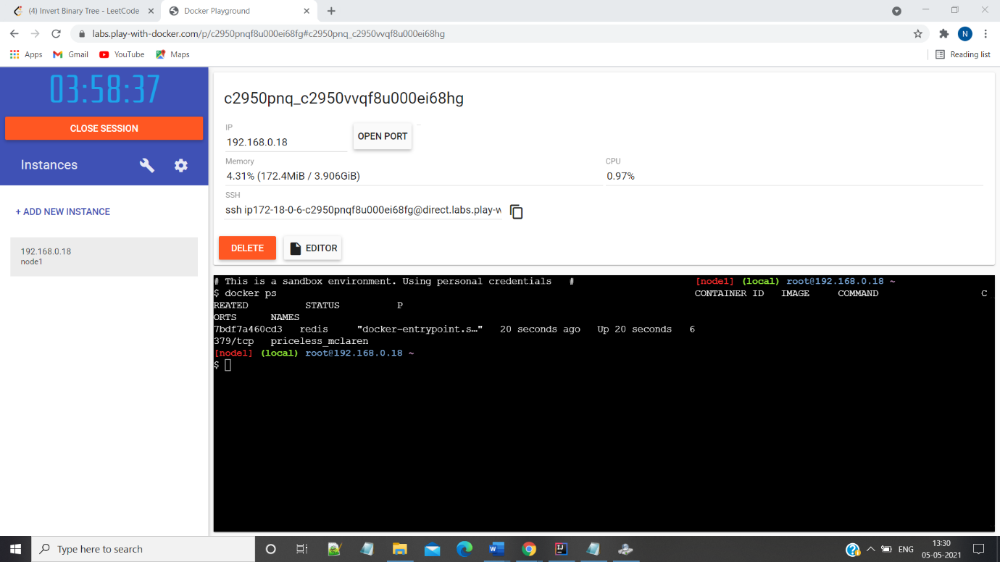 (4) Invert Binary Tree - LeetCode
Docker Playground
labs.play-with-docker.com/p/c2950pnqf8u000ei68fg#c2950pnq_c2950vvqf8u000ei68hg
N
Apps Gmail YouTube Maps
Reading list
03:58:37
CLOSE SESSION
Instances
+ ADD NEW INSTANCE
192.168.0.18
node1
c2950pnq_c2950vvqf8u000ei68hg
IP
192.168.0.18
OPEN PORT
Memory
4.31% (172.4MiB / 3.906GiB)
CPU
0.97%
SSH
ssh ip172-18-0-6-c2950pnqf8u000ei68fg@direct.labs.play-w
DELETE
EDITOR
# This is a sandbox environment. Using personal credentials # [node1] (local) root@192.168.0.18 ~
$ docker ps CONTAINER ID IMAGE COMMAND C
REATED STATUS P
ORTS NAMES
7bdf7a460cd3 redis "docker-entrypoint.s…" 20 seconds ago Up 20 seconds 6
379/tcp priceless_mclaren
[node1] (local) root@192.168.0.18 ~
$
Type here to search
ENG
13:30
05-05-2021